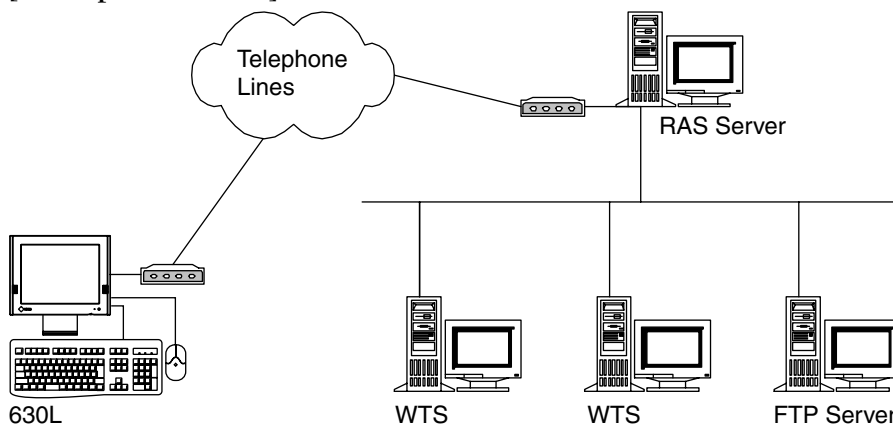 Telephone
Lines
RAS Server
630L
WTS
WTS
FTP Server